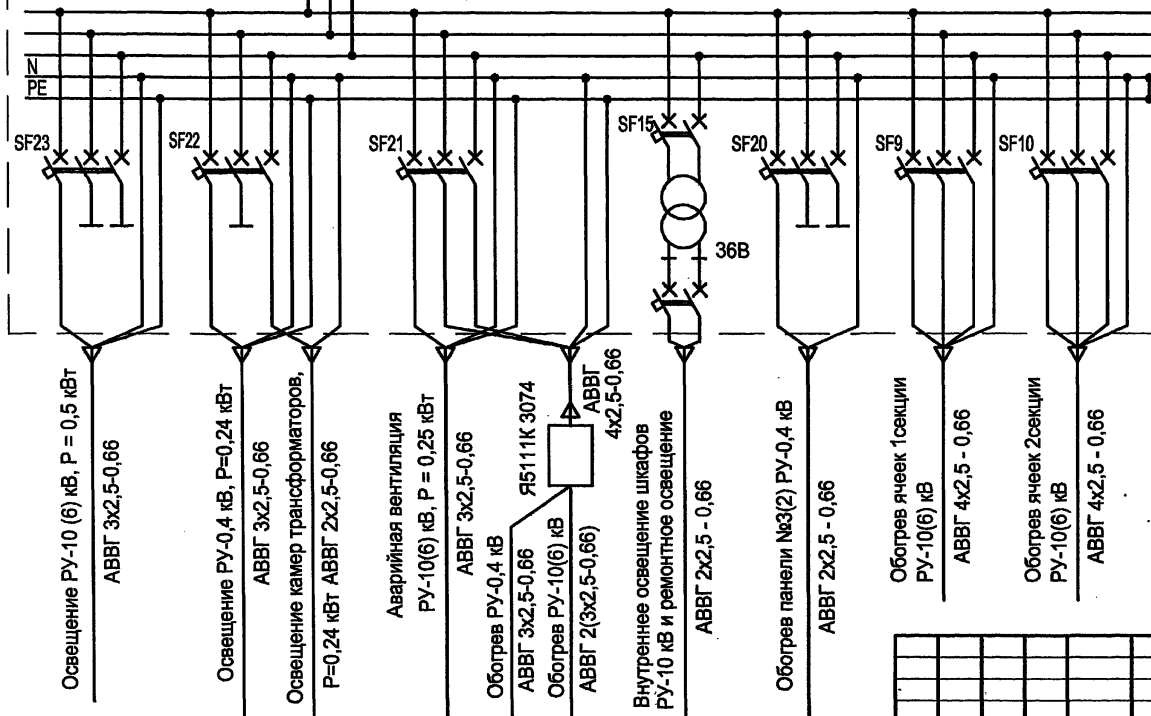 N
PE
SF23
SF22
SF21
SF15
SF20
SF9
SF10
36В
Освещение РУ-10 (6) кВ, P = 0,5 кВт
АВВГ 3х2,5-0,66
Освещение РУ-0,4 кВ, P=0,24 кВт
АВВГ 3х2,5-0,66
Освещение камер трансформаторов,
P=0,24 кВт АВВГ 2х2,5-0,66
Аварийная вентиляция
РУ-10(6) кВ, P = 0,25 кВт
АВВГ 3х2,5-0,66
Обогрев РУ-0,4 кВ
АВВГ 3х2,5-0,66
Я5111К 3074
АВВГ
4х2,5-0,66
Обогрев РУ-10(6) кВ
АВВГ 2(3х2,5-0,66)
Внутреннее освещение шкафов
РУ-10 кВ и ремонтное освещение
АВВГ 2х2,5 - 0,66
Обогрев панели №3(2) РУ-0,4 кВ
АВВГ 2х2,5 - 0,66
Обогрев ячеек 1секции
РУ-10(6) кВ
АВВГ 4х2,5 - 0,66
Обогрев ячеек 2секции
РУ-10(6) кВ
АВВГ 4х2,5 - 0,66